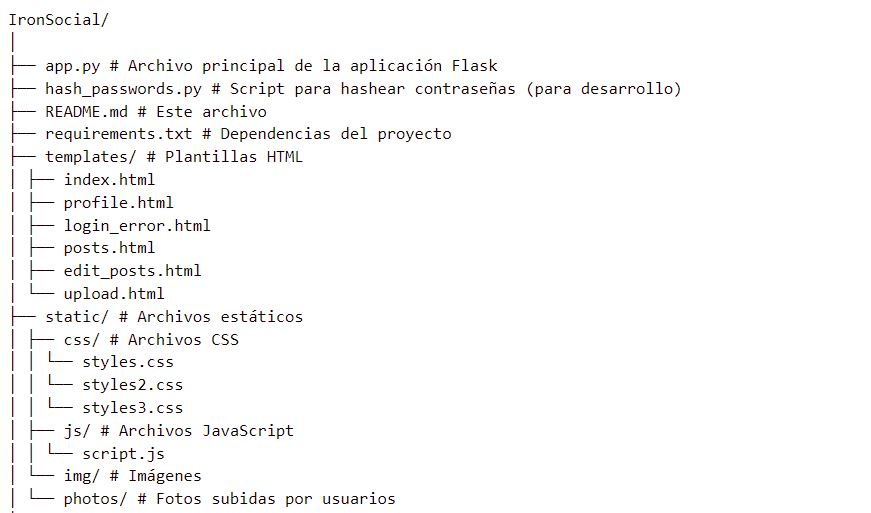 IronSocial/
│
├── app.py # Archivo principal de la aplicación Flask
├── hash_passwords.py # Script para hashear contraseñas (para desarrollo)
├── README.md # Este archivo
├── requirements.txt # Dependencias del proyecto
├── templates/ # Plantillas HTML
│ ├── index.html
│ ├── profile.html
│ ├── login_error.html
│ ├── posts.html
│ ├── edit_posts.html
│ └── upload.html
├── static/ # Archivos estáticos
│ ├── css/ # Archivos CSS
│ │ └── styles.css
│ │ └── styles2.css
│ │ └── styles3.css
│ ├── js/ # Archivos JavaScript
│ │ └── script.js
│ └── img/ # Imágenes
│ └── photos/ # Fotos subidas por usuarios